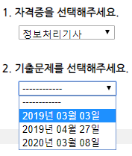 1. 자격증을 선택해주세요.
정보처리기사
2. 기출문제를 선택해주세요.
------------
------------
2019년 03월 03일
2019년 04월 27일
2020년 03월 08일